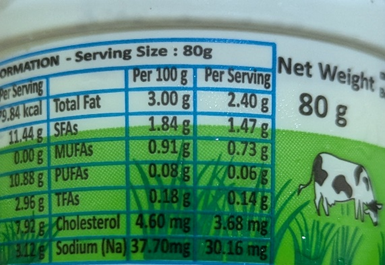 ORMATION - Serving Size : 80g
Per Serving Per 100 g Per Serving
79.84 kcal Total Fat 3.00 g 2.40 g
11.44 g SFAs 1.84 g 1.47 g
0.00 g MUFAs 0.91 g 0.73 g
10.88 g PUFAs 0.08 g 0.06 g
2.96 g TFAs 0.18 g 0.14 g
7.92 g Cholesterol 4.60 mg 3.68 mg
3.12 g Sodium (Na) 37.70mg 30.16 mg
Net Weight
80 g